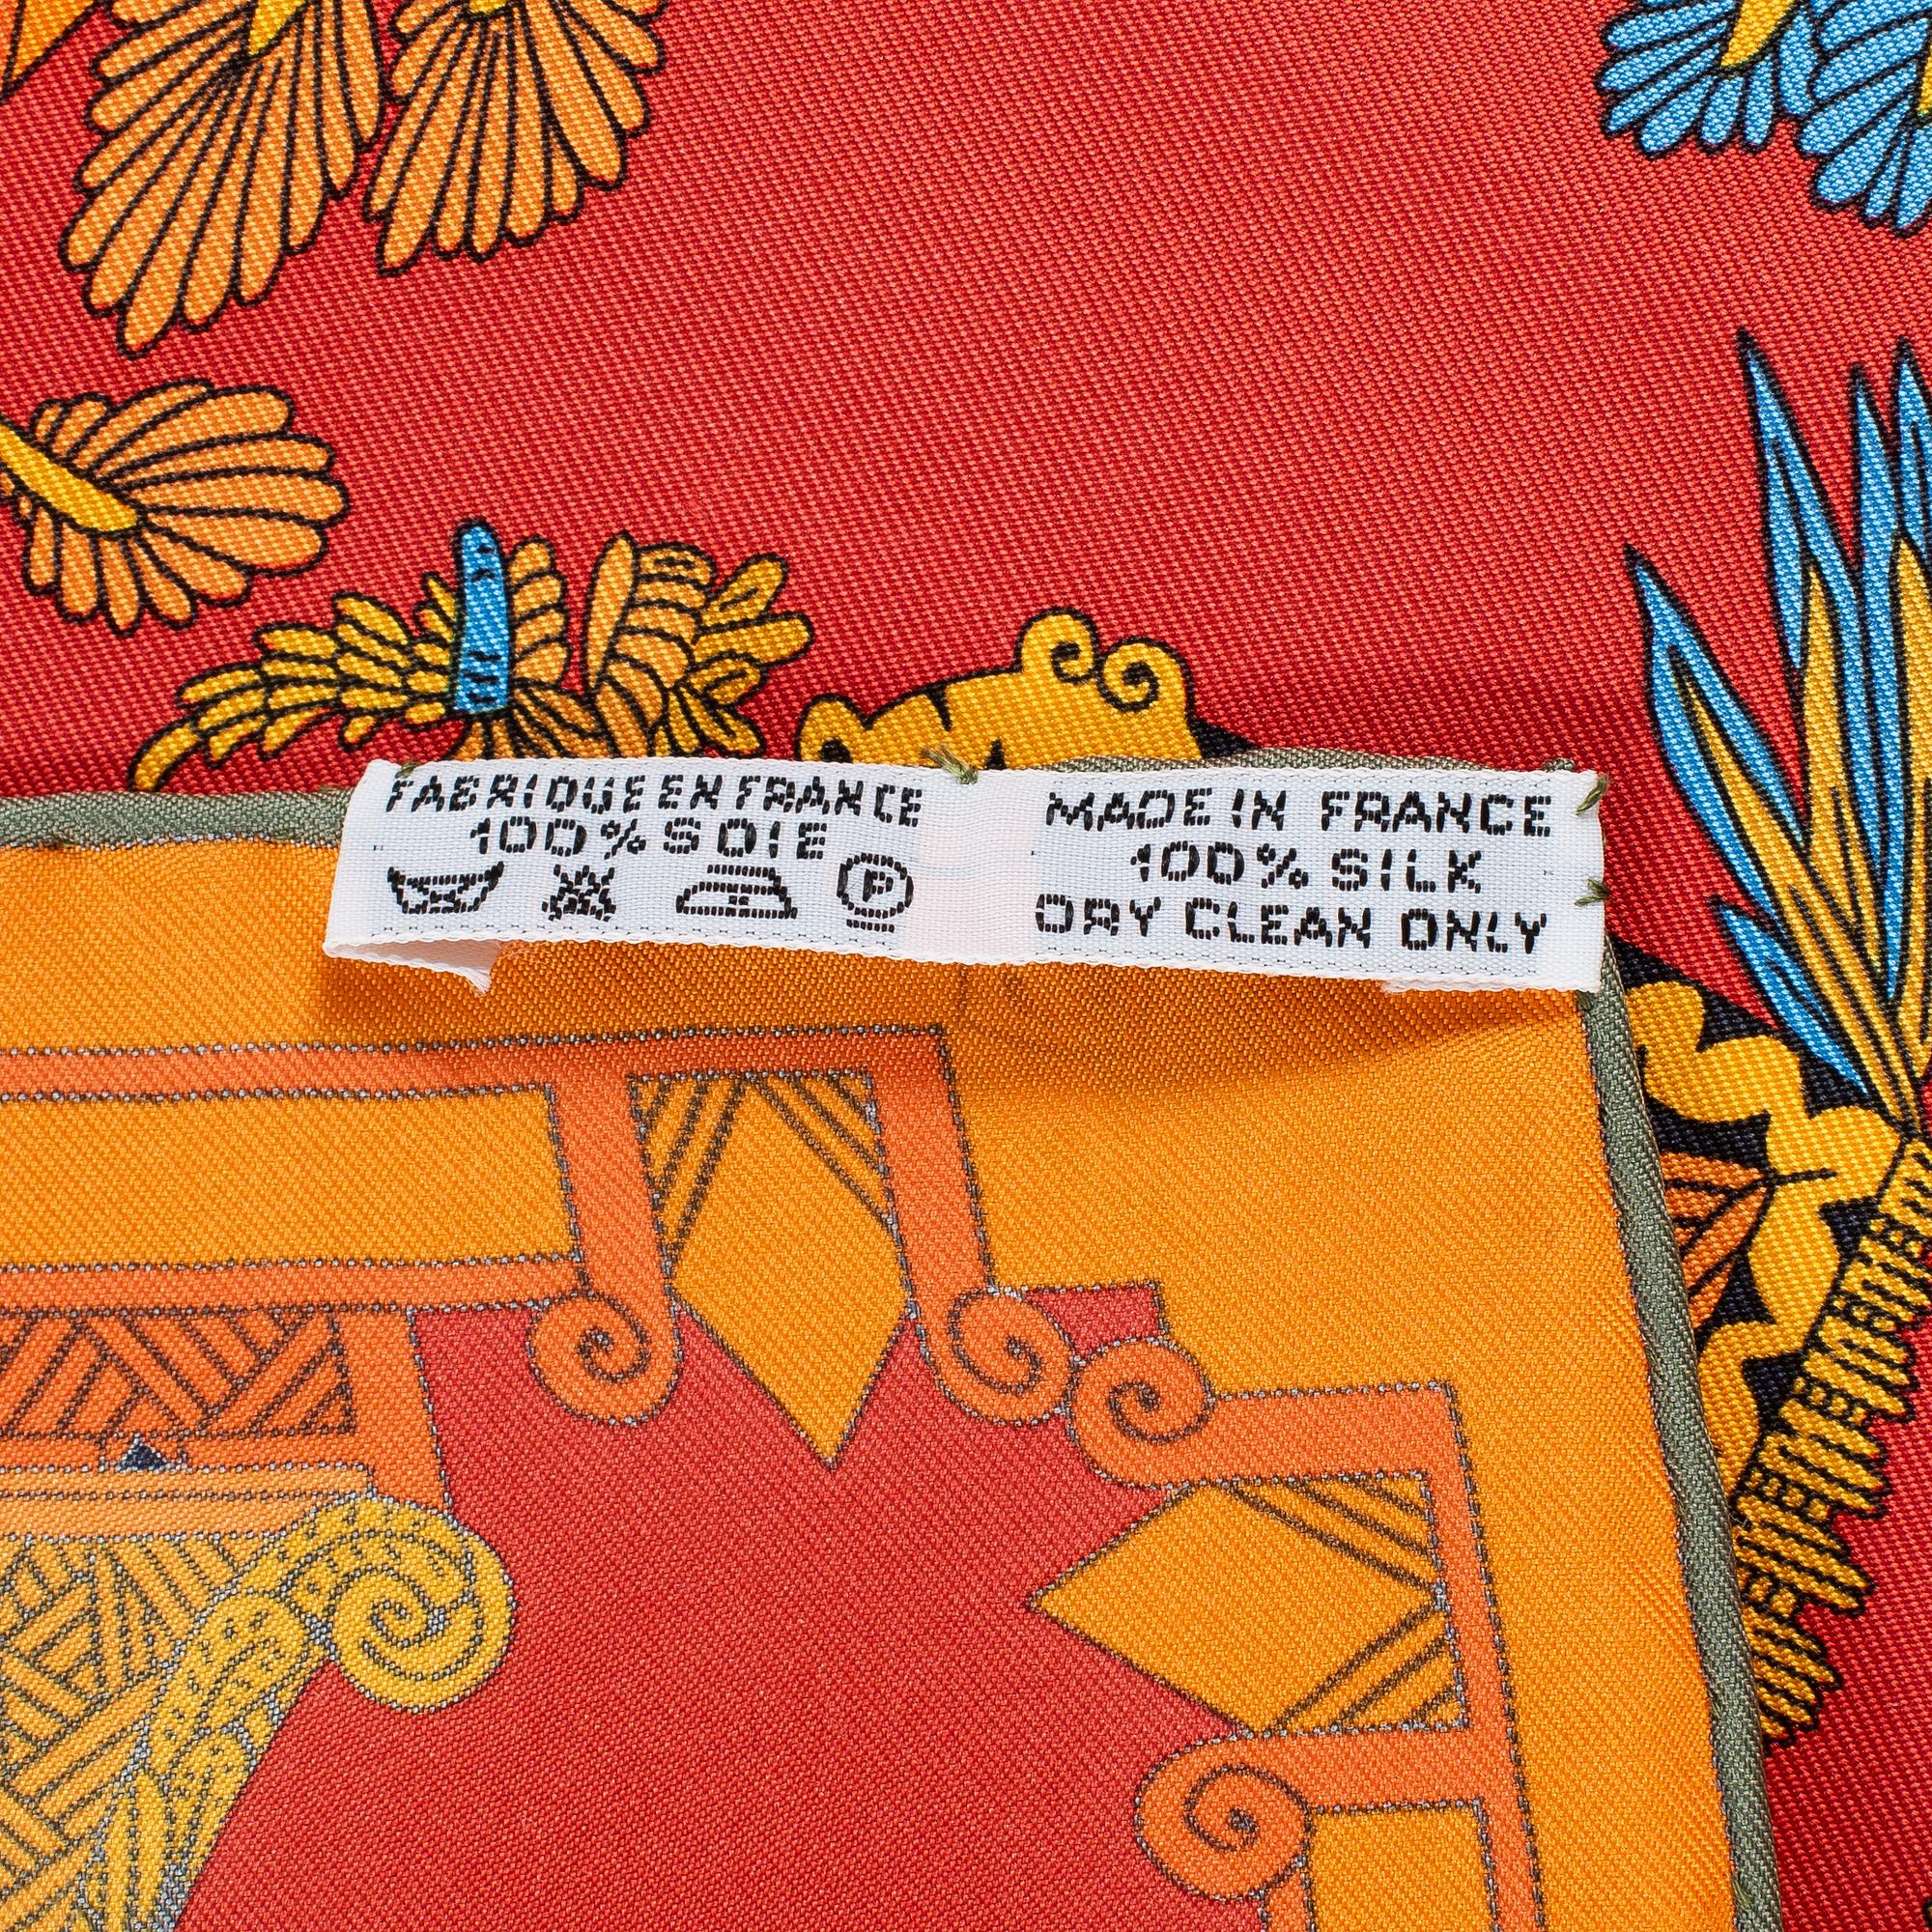 FABRIQUE EN FRANCE
100% SOIE
P
MADE IN FRANCE
100% SILK
DRY CLEAN ONLY